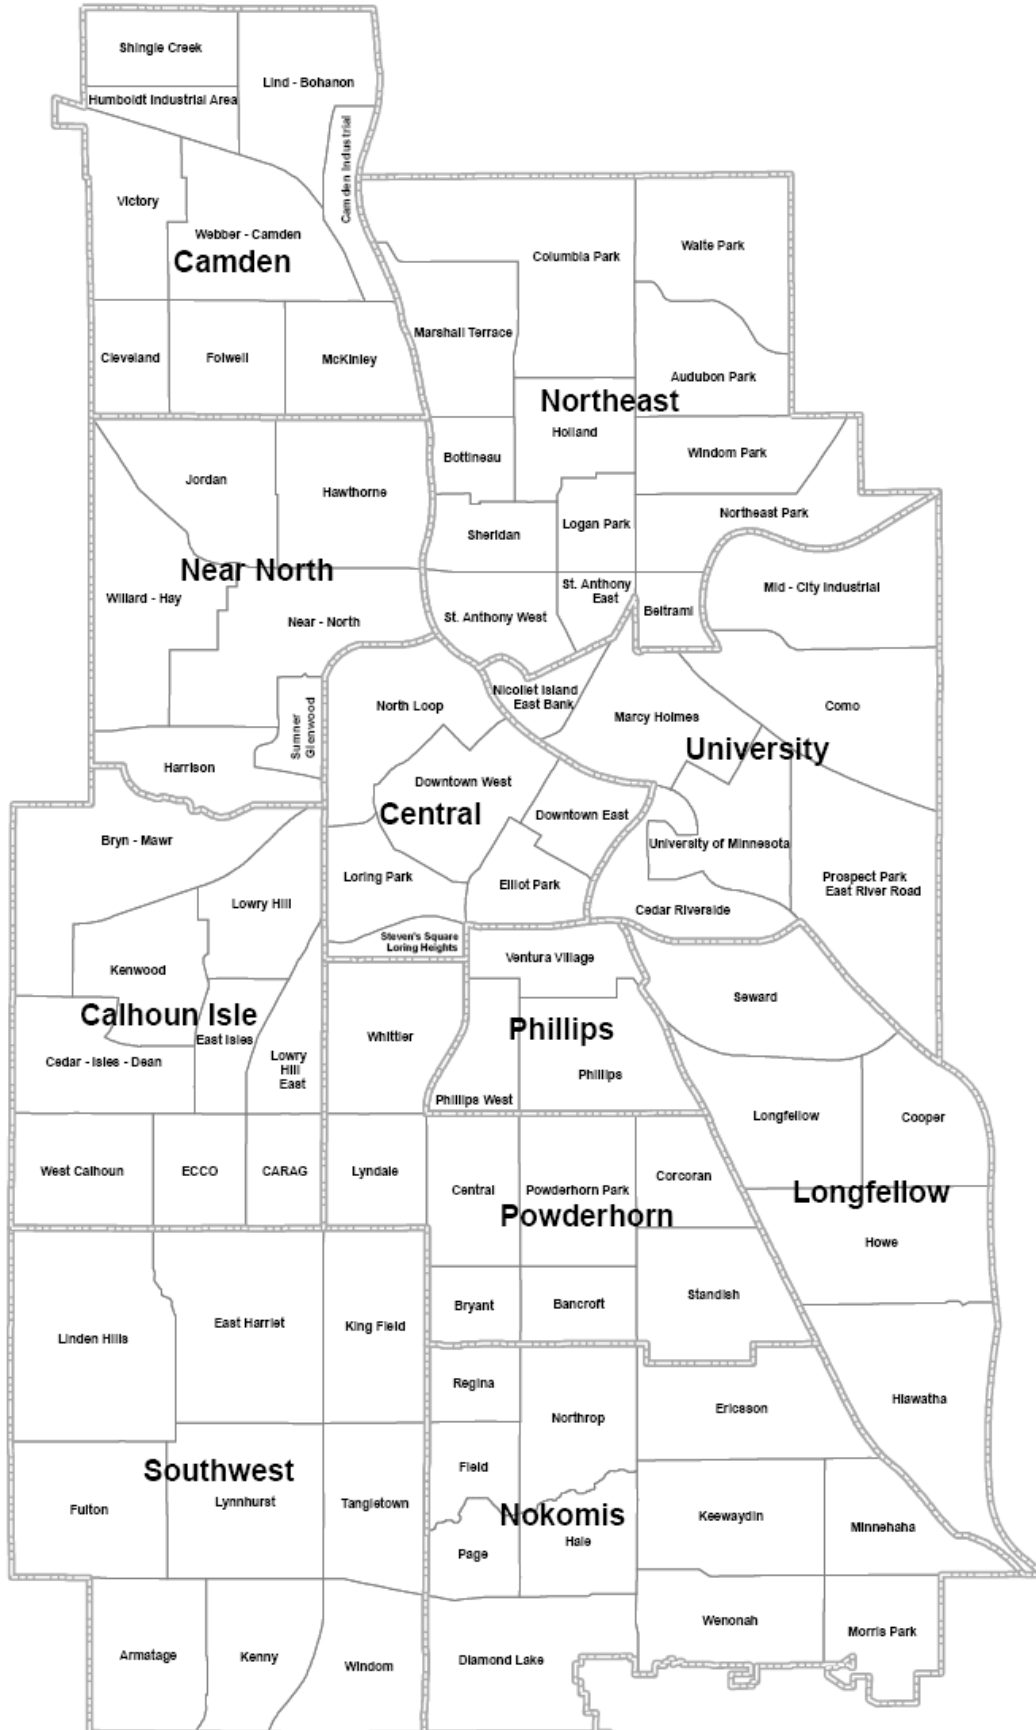 Shingle Creek
Lind - Bohanon
Humboldt Industrial Area
Camden Industrial
Victory
Webber - Camden
Camden
Cleveland
Folwell
McKinley
Columbia Park
Waite Park
Marshall Terrace
Audubon Park
Northeast
Holland
Bottineau
Windom Park
Logan Park
Northeast Park
Sheridan
St. Anthony
East
St. Anthony West
Beltrami
Mid - City Industrial
Jordan
Hawthorne
Near North
Willard - Hay
Near - North
Sumner
Glenwood
Harrison
Nicollet Island
East Bank
Marcy Holmes
Como
University
North Loop
Downtown West
Central
Downtown East
University of Minnesota
Prospect Park
East River Road
Loring Park
Elliot Park
Cedar Riverside
Steven's Square
Loring Heights
Bryn - Mawr
Lowry Hill
Kenwood
Calhoun Isle
East Isles
Cedar - Isles - Dean
Lowry
Hill
East
West Calhoun
ECCO
CARAG
Ventura Village
Phillips
Phillips
Phillips West
Whittier
Lyndale
Central
Powderhorn Park
Corcoran
Powderhorn
Standish
Bryant
Bancroft
Seward
Longfellow
Cooper
Longfellow
Howe
Hiawatha
Linden Hills
East Harriet
King Field
Southwest
Fulton
Lynnhurst
Tangletown
Armatage
Kenny
Windom
Regina
Northrop
Ericsson
Field
Nokomis
Keewaydin
Minnehaha
Page
Hale
Wenonah
Morris Park
Diamond Lake